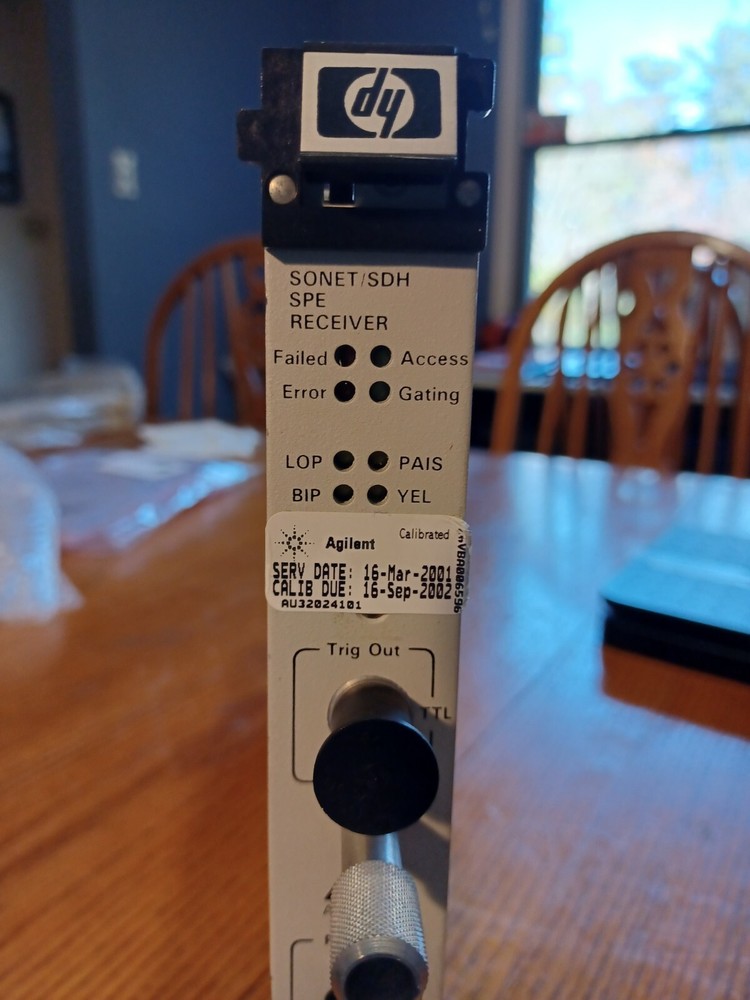 dy
SONET/SDH
SPE
RECEIVER
Failed Access
Error Gating
LOP PAIS
BIP YEL
Agilent Calibrated
SERV DATE: 16-Mar-2001
CALIB DUE: 16-Sep-2002
AU32024101
Trig Out
TTL